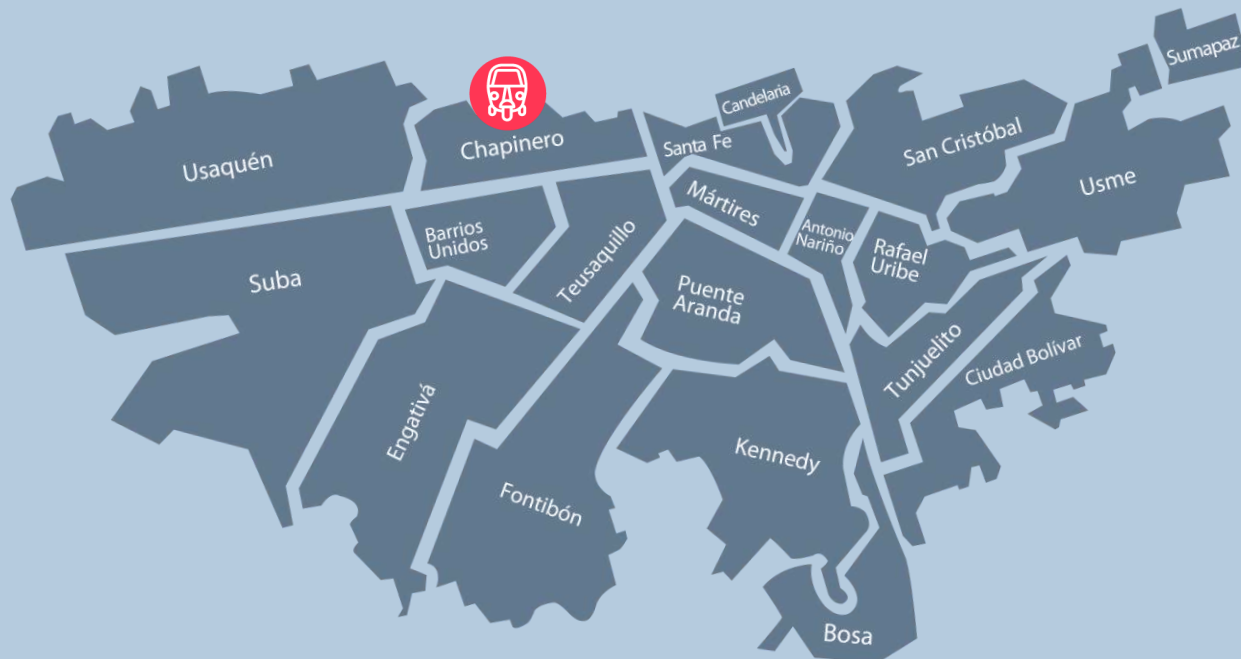 Sumapaz
Candelaria
Chapinero
Santa Fe
San Cristóbal
Usaquén
Usme
Mártires
Barrios
Unidos
Teusaquillo
Antonio
Nariño
Rafael
Uribe
Suba
Puente
Aranda
Tunjuelito
Ciudad Bolívar
Engativá
Kennedy
Fontibón
Bosa